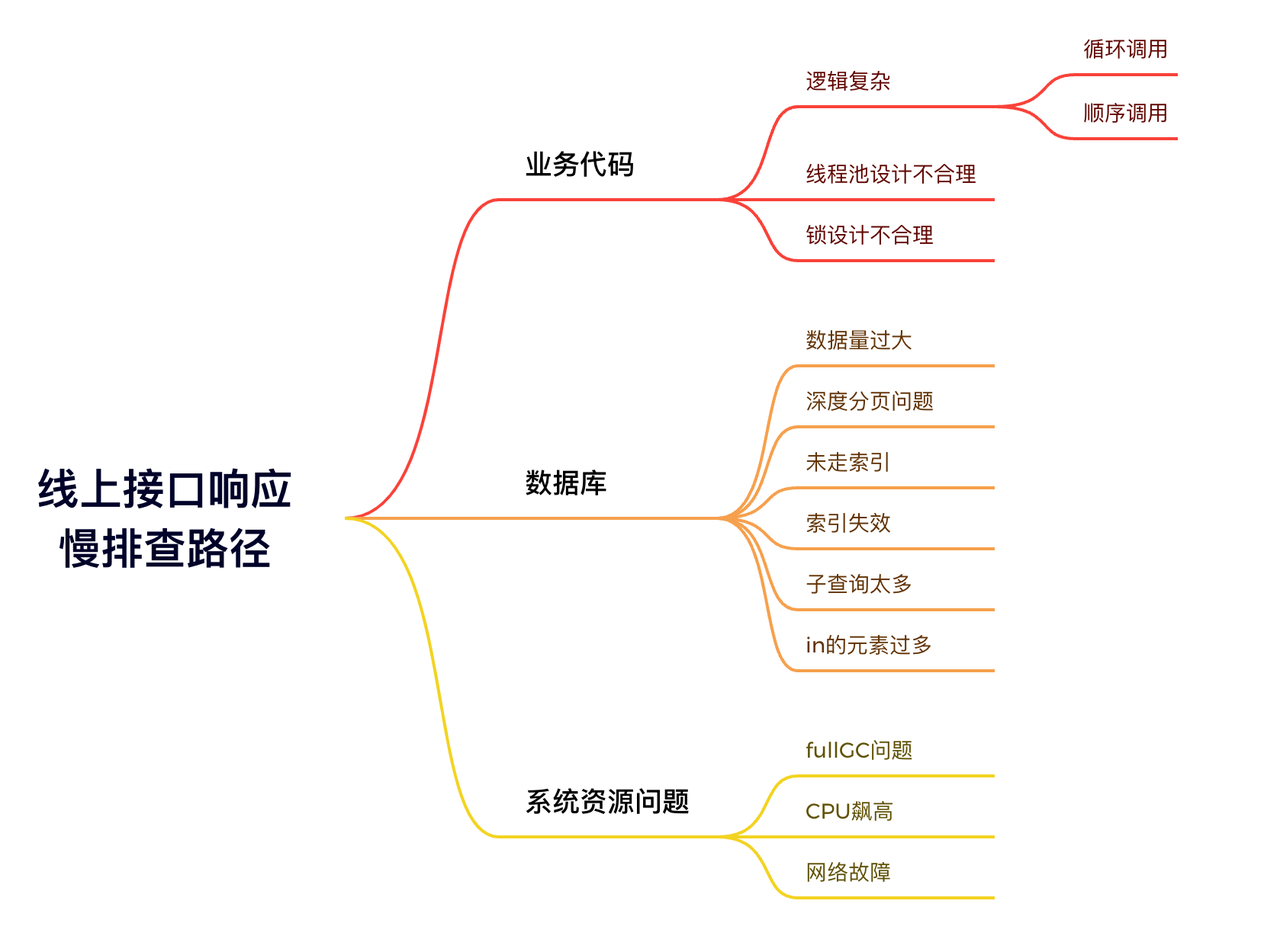 线上接口响应
慢排查路径
业务代码
逻辑复杂
循环调用
顺序调用
线程池设计不合理
锁设计不合理
数据库
数据量过大
深度分页问题
未走索引
索引失效
子查询太多
in的元素过多
系统资源问题
fullGC问题
CPU飙高
网络故障